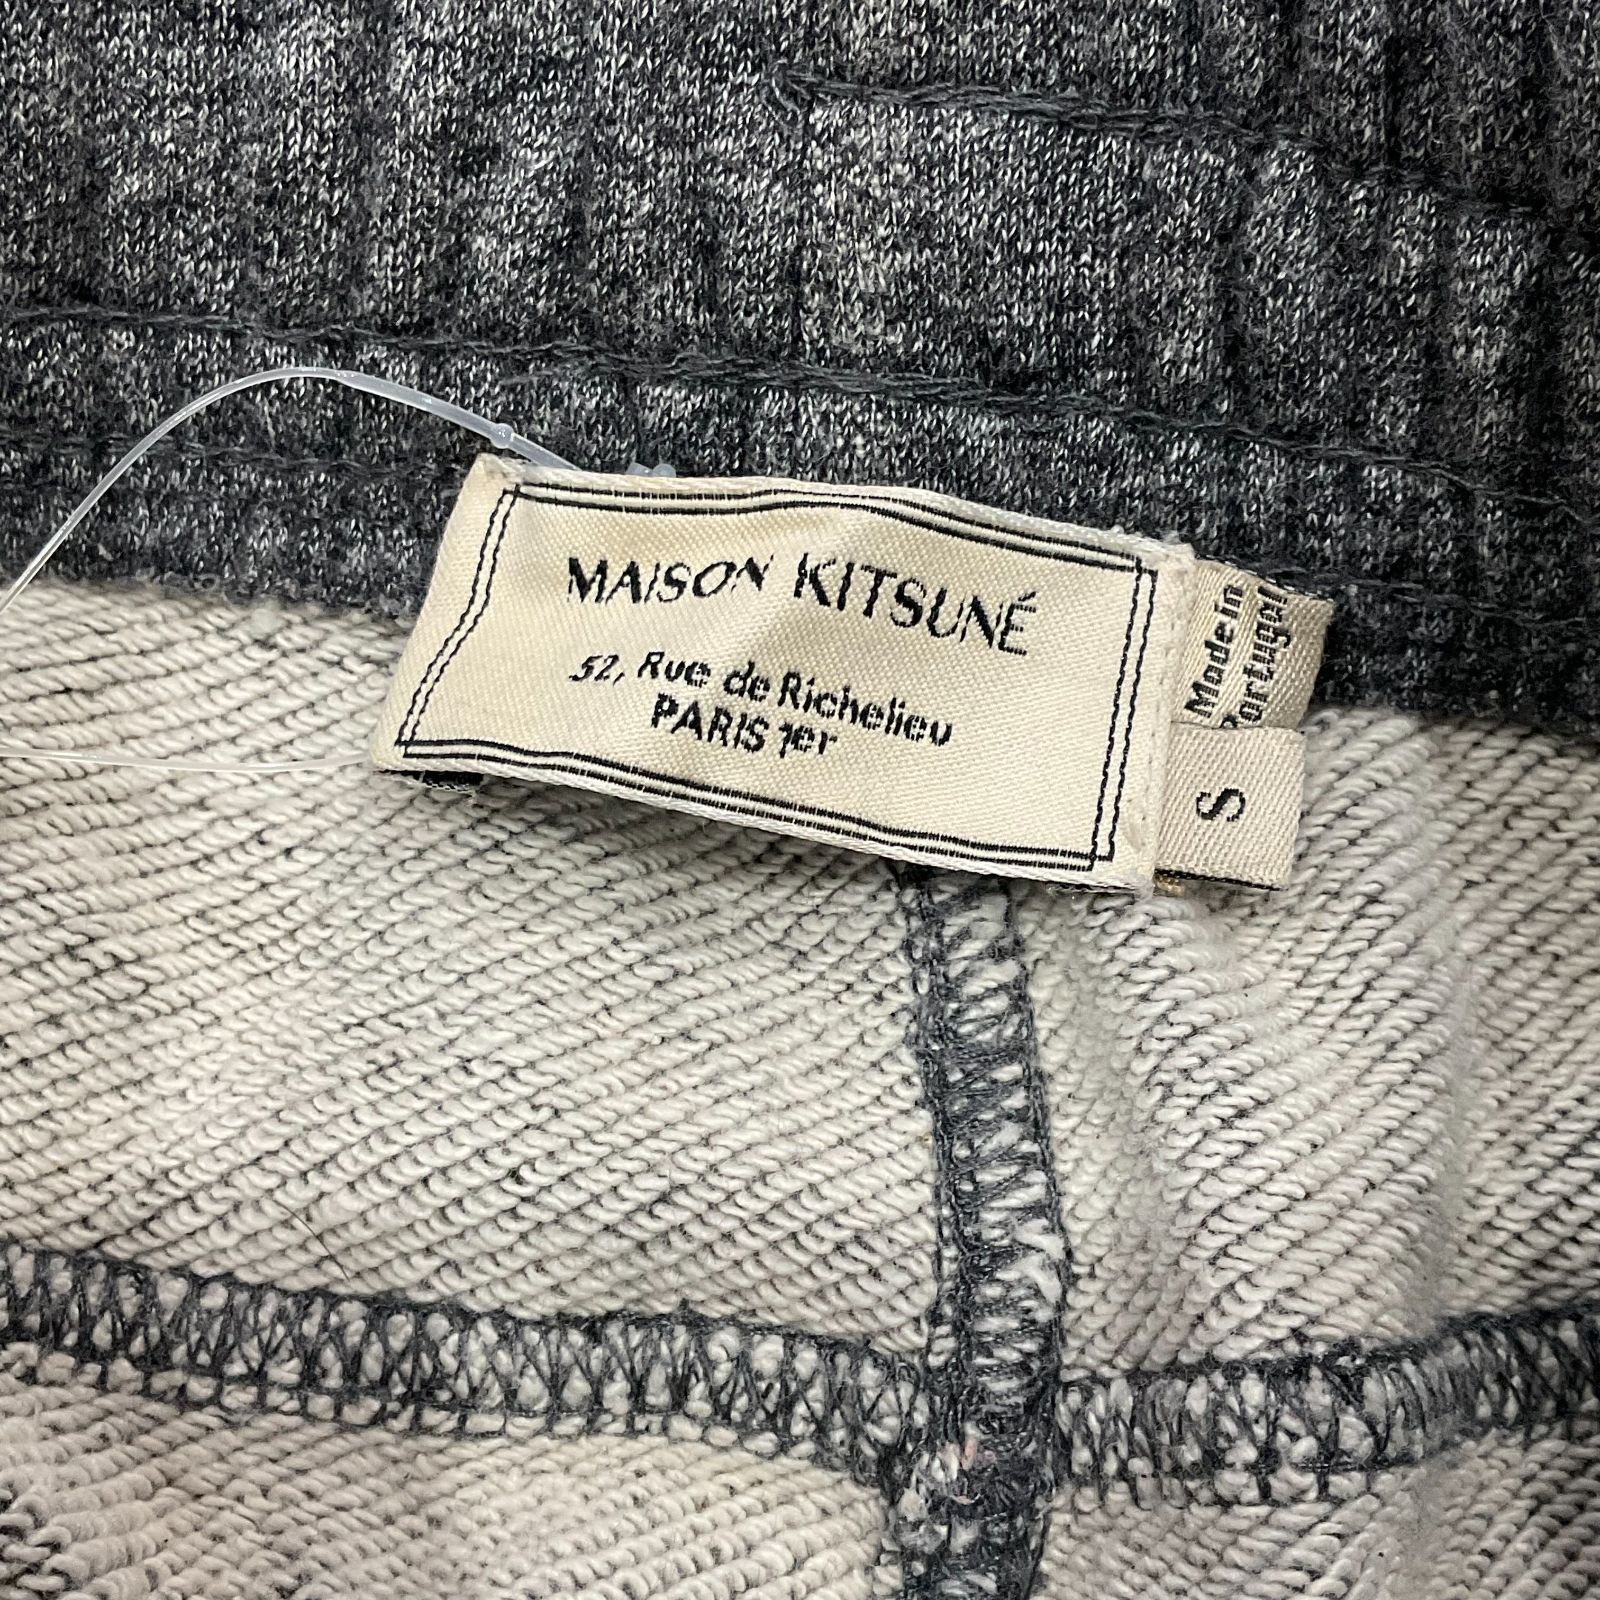 MAISON KITSUNÉ
52, Rue de Richelieu
PARIS 1er
Made in
Portugal
S